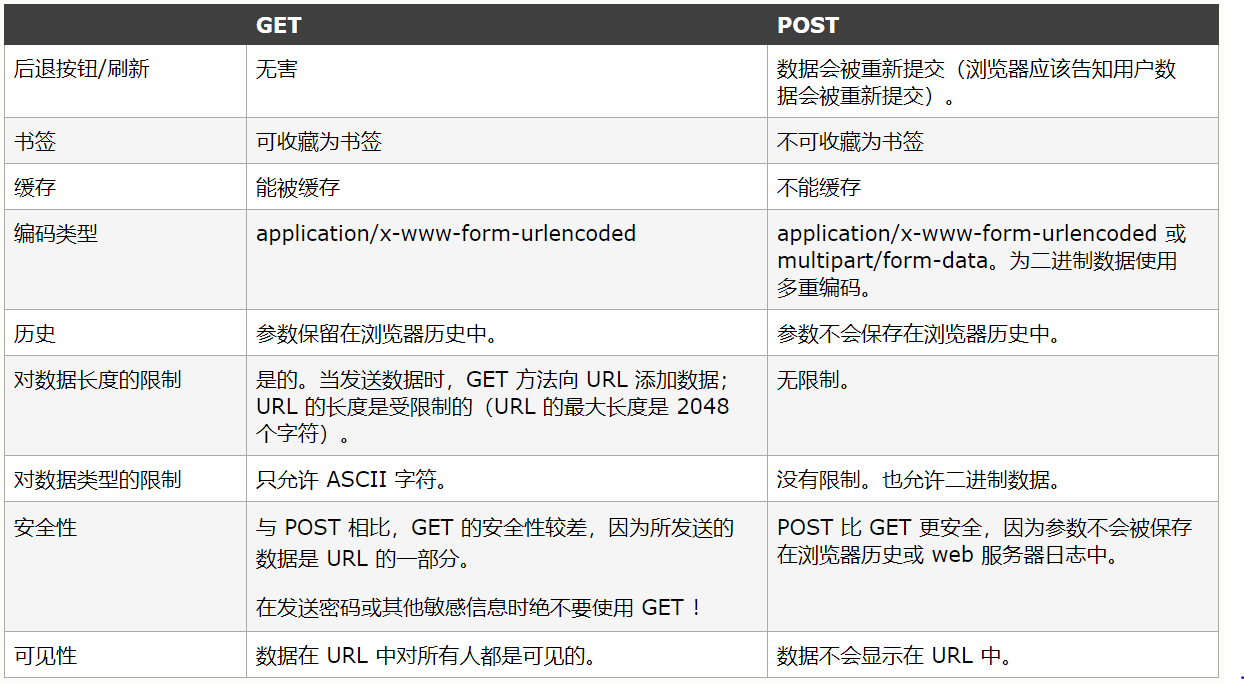 GET POST
后退按钮/刷新 无害 数据会被重新提交（浏览器应该告知用户数
据会被重新提交）。
书签 可收藏为书签 不可收藏为书签
缓存 能被缓存 不能缓存
编码类型 application/x-www-form-urlencoded application/x-www-form-urlencoded 或
multipart/form-data。为二进制数据使用
多重编码。
历史 参数保留在浏览器历史中。 参数不会保存在浏览器历史中。
对数据长度的限制 是的。当发送数据时，GET 方法向 URL 添加数据； 无限制。
URL 的长度是受限制的（URL 的最大长度是 2048
个字符）。
对数据类型的限制 只允许 ASCII 字符。 没有限制。也允许二进制数据。
安全性 与 POST 相比，GET 的安全性较差，因为所发送的 POST 比 GET 更安全，因为参数不会被保存
数据是 URL 的一部分。 在浏览器历史或 web 服务器日志中。
在发送密码或其他敏感信息时绝不要使用 GET ！
可见性 数据在 URL 中对所有人都是可见的。 数据不会显示在 URL 中。